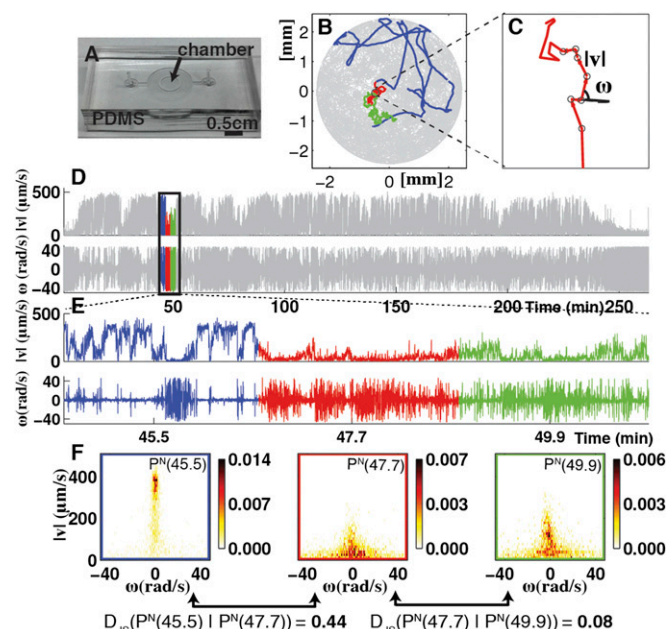 A
chamber
PDMS
0.5cm
B
[mm]
2
1
0
-1
-2
−2
0
[mm]
2
C
|v|
ω
D
|v| (μm/s)
500
0
ω (rad/s)
40
0
-40
50
100
150
200
Time (min)
250
E
|v| (μm/s)
500
0
ω(rad/s)
40
0
-40
45.5
47.7
49.9
Time (min)
F
|v| (μm/s)
400
200
0
P^N(45.5)
0.014
0.007
0.000
P^N(47.7)
0.007
0.003
0.000
P^N(49.9)
0.006
0.003
0.000
−40
0
40
ω(rad/s)
−40
0
40
ω(rad/s)
−40
0
40
ω(rad/s)
(P^N(45.5) | P^N(47.7)) = 0.44
(P^N(47.7) | P^N(49.9)) = 0.08